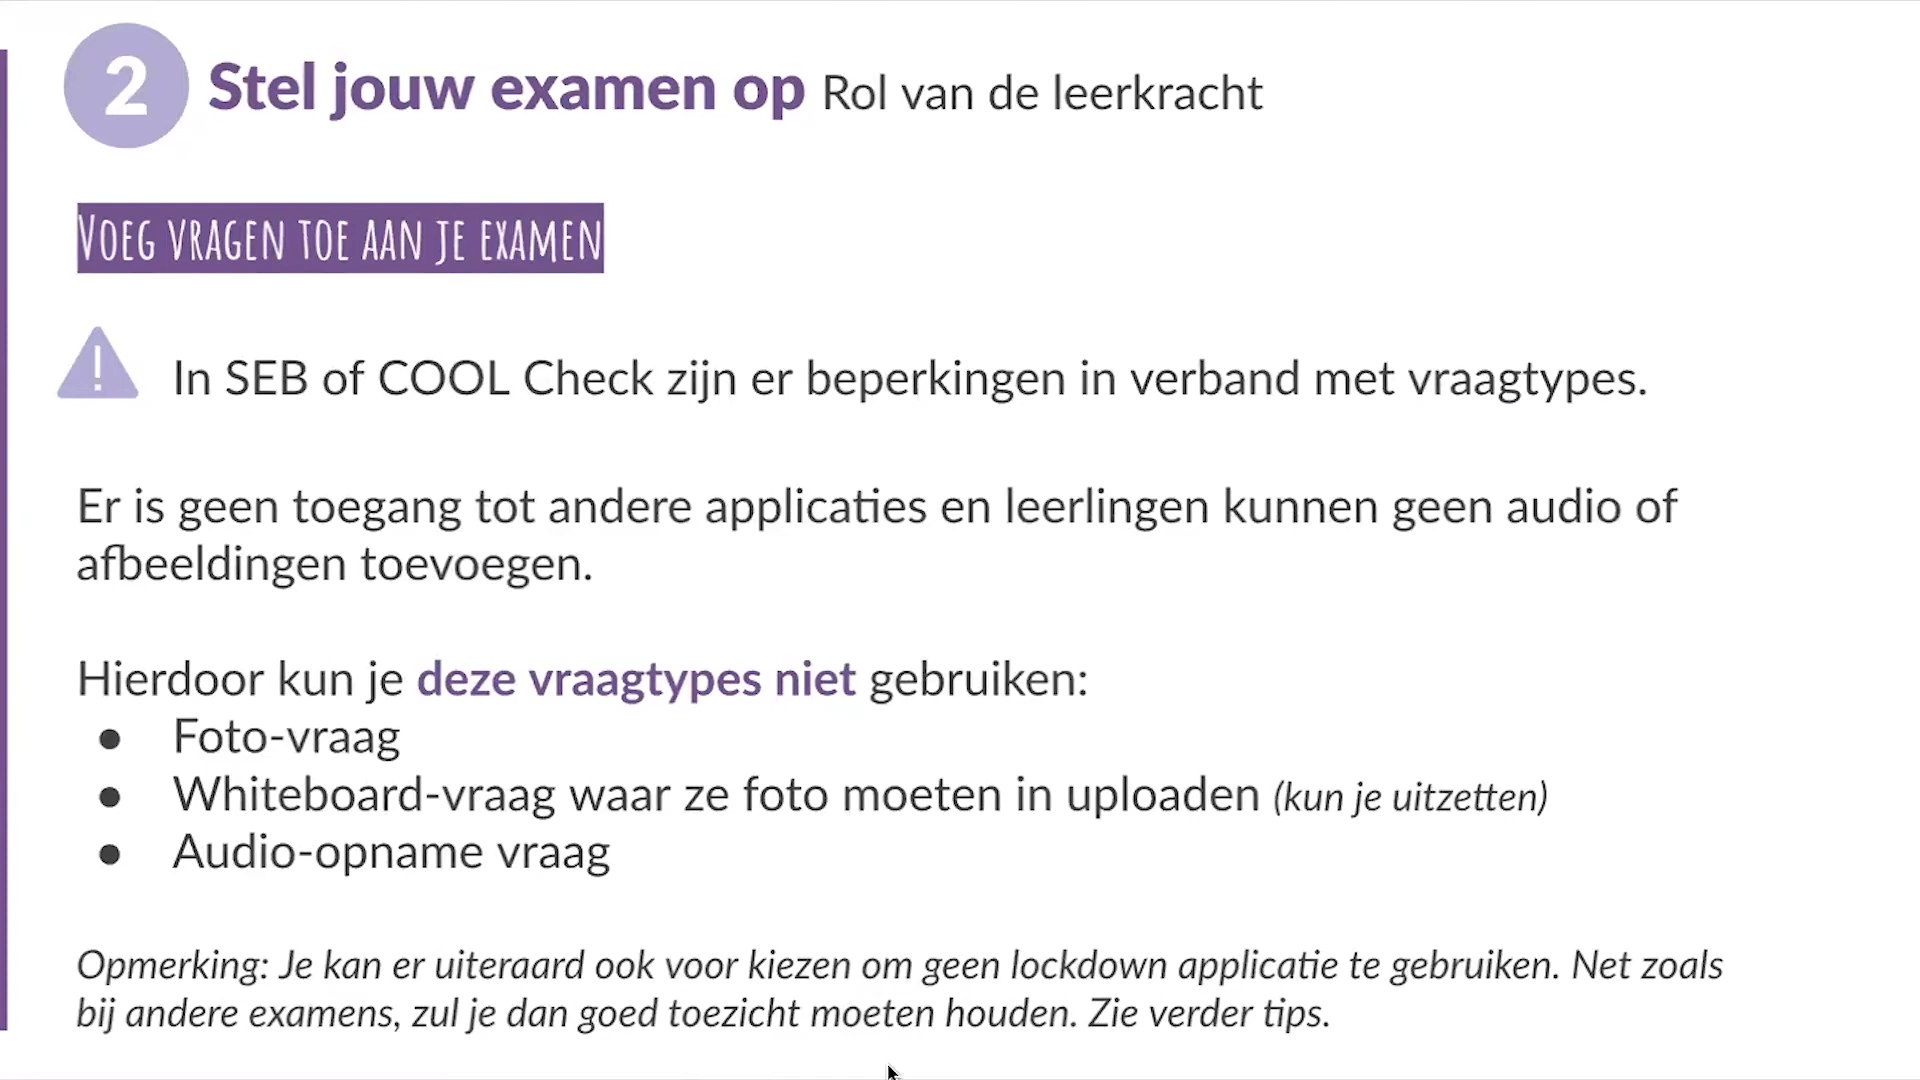 2 Stel jouw examen op Rol van de leerkracht
Voeg vragen toe aan je examen
! In SEB of COOL Check zijn er beperkingen in verband met vraagtypes.
Er is geen toegang tot andere applicaties en leerlingen kunnen geen audio of
afbeeldingen toevoegen.
Hierdoor kun je deze vraagtypes niet gebruiken:
● Foto-vraag
● Whiteboard-vraag waar ze foto moeten in uploaden (kun je uitzetten)
● Audio-opname vraag
Opmerking: Je kan er uiteraard ook voor kiezen om geen lockdown applicatie te gebruiken. Net zoals
bij andere examens, zul je dan goed toezicht moeten houden. Zie verder tips.